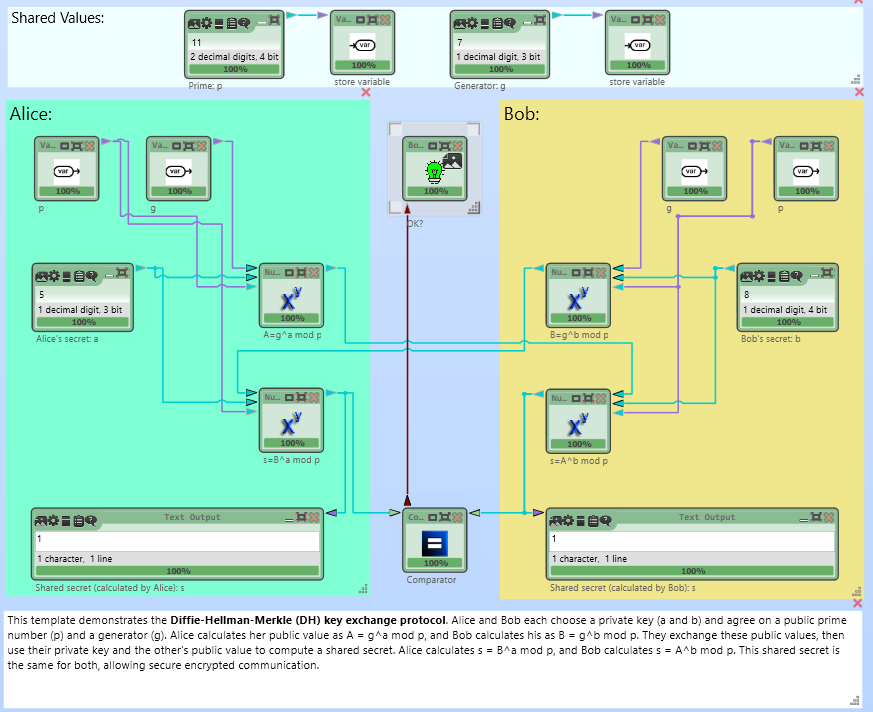 Shared Values:
11
2 decimal digits, 4 bit
100%
Prime: p
Va...
var
100%
store variable
7
1 decimal digit, 3 bit
100%
Generator: g
Va...
var
100%
store variable
Alice:
Va...
var
100%
p
Va...
var
100%
g
5
1 decimal digit, 3 bit
100%
Alice's secret: a
Nu...
x^y
100%
A=g^a mod p
Nu...
x^y
100%
s=B^a mod p
Text Output
1
1 character, 1 line
100%
Shared secret (calculated by Alice): s
Bo...
100%
OK?
Co...
=
100%
Comparator
Bob:
Va...
var
100%
g
Va...
var
100%
p
Nu...
x^y
100%
B=g^b mod p
8
1 decimal digit, 4 bit
100%
Bob's secret: b
Nu...
x^y
100%
s=A^b mod p
Text Output
1
1 character, 1 line
100%
Shared secret (calculated by Bob): s
This template demonstrates the Diffie-Hellman-Merkle (DH) key exchange protocol. Alice and Bob each choose a private key (a and b) and agree on a public prime
number (p) and a generator (g). Alice calculates her public value as A = g^a mod p, and Bob calculates his as B = g^b mod p. They exchange these public values, then
use their private key and the other's public value to compute a shared secret. Alice calculates s = B^a mod p, and Bob calculates s = A^b mod p. This shared secret is
the same for both, allowing secure encrypted communication.